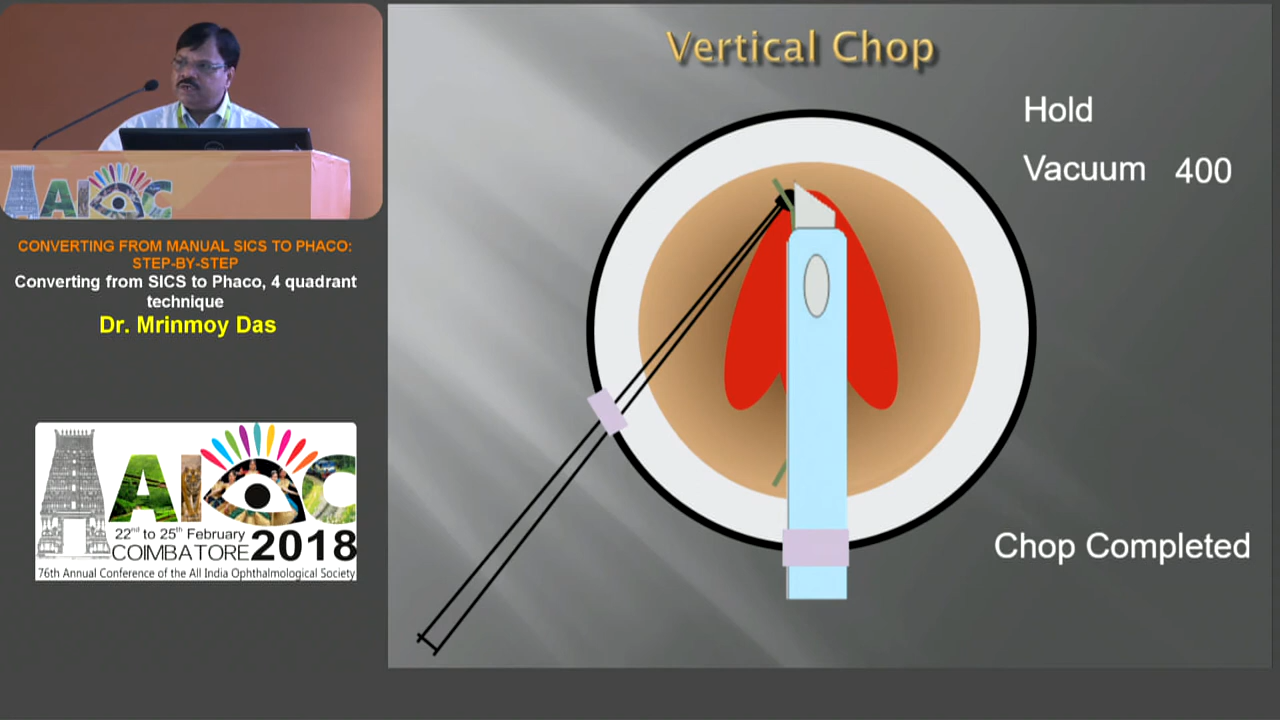 AIOC
CONVERTING FROM MANUAL SICS TO PHACO:
STEP-BY-STEP
Converting from SICS to Phaco, 4 quadrant
technique
Dr. Mrinmoy Das
AIOC
22nd to 25th February
COIMBATORE 2018
76th Annual Conference of the All India Ophthalmological Society
Vertical Chop
Hold
Vacuum 400
Chop Completed